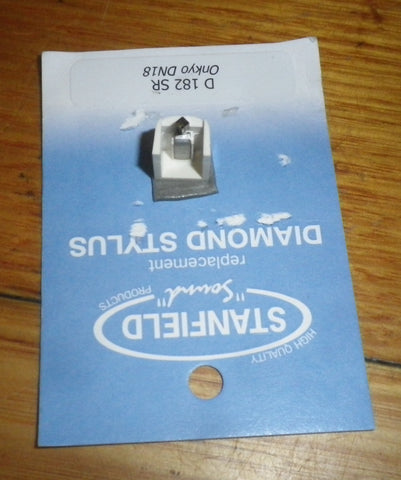 HIGH QUALITY
STANFIELD
"Sound"
PRODUCTS
replacement
DIAMOND STYLUS
D 182 SR
Onkyo DN18